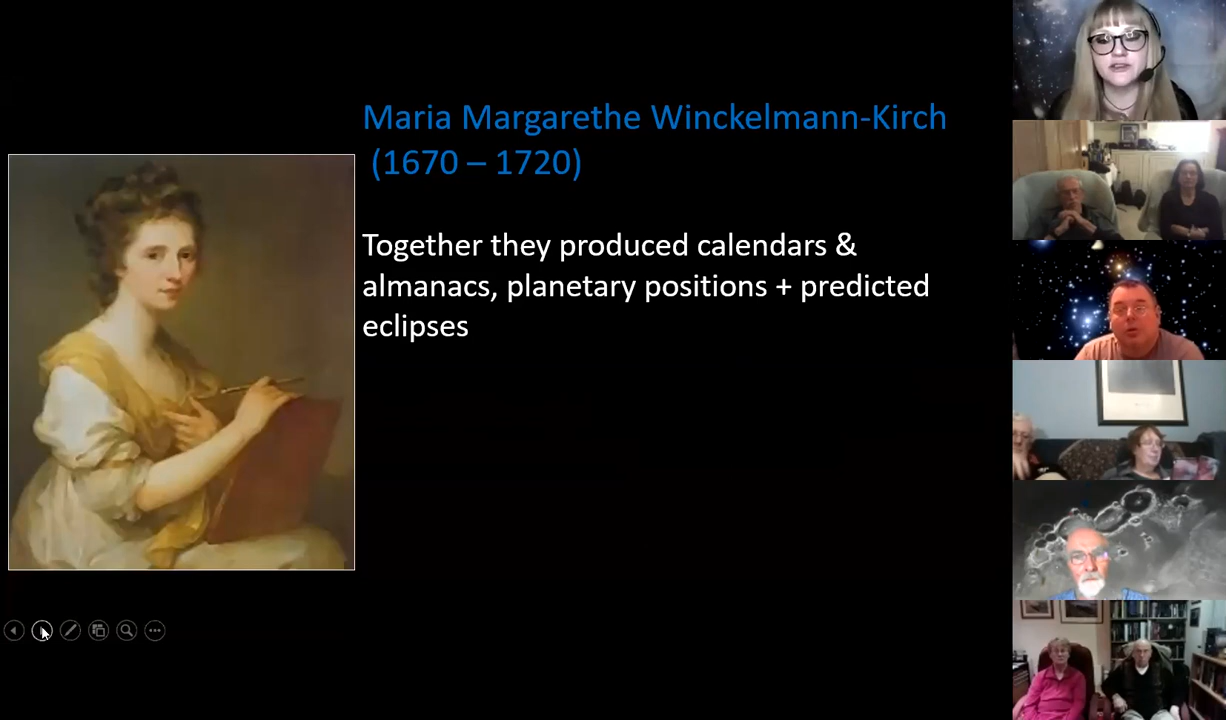 Maria Margarethe Winckelmann-Kirch
(1670 – 1720)
Together they produced calendars &
almanacs, planetary positions + predicted
eclipses